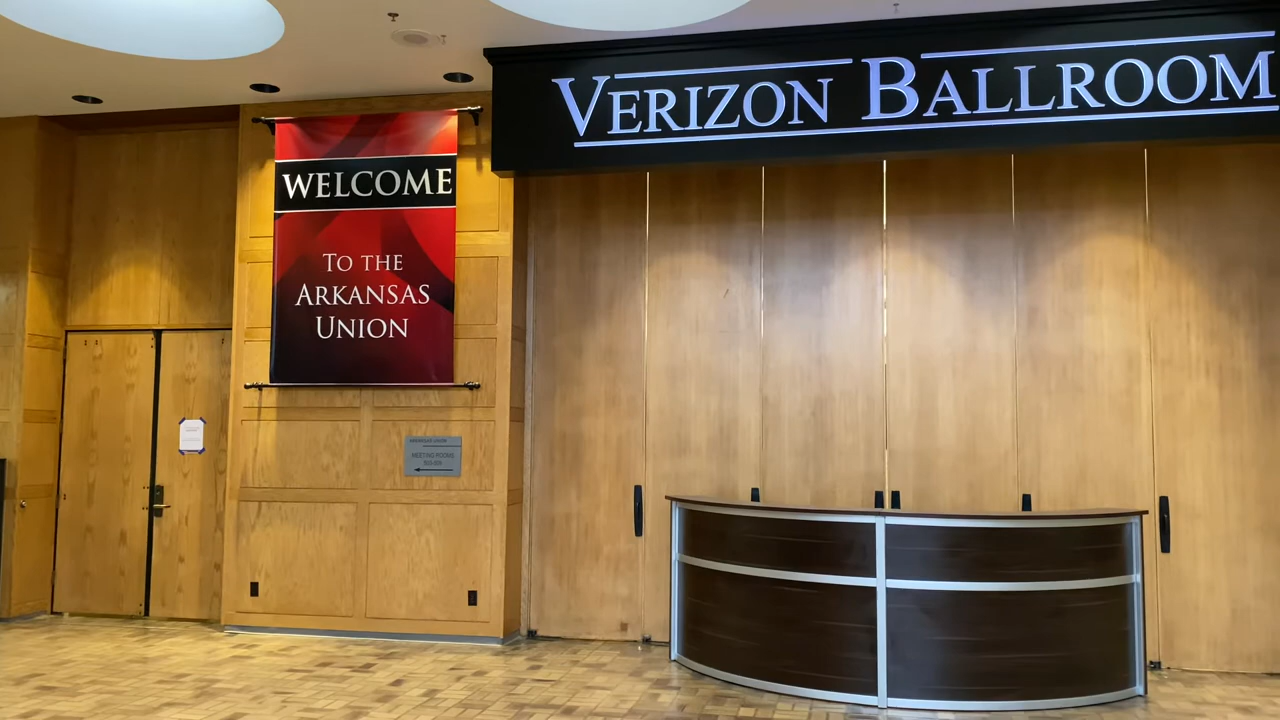 WELCOME
TO THE
ARKANSAS
UNION
VERIZON BALLROOM
MEETING ROOMS